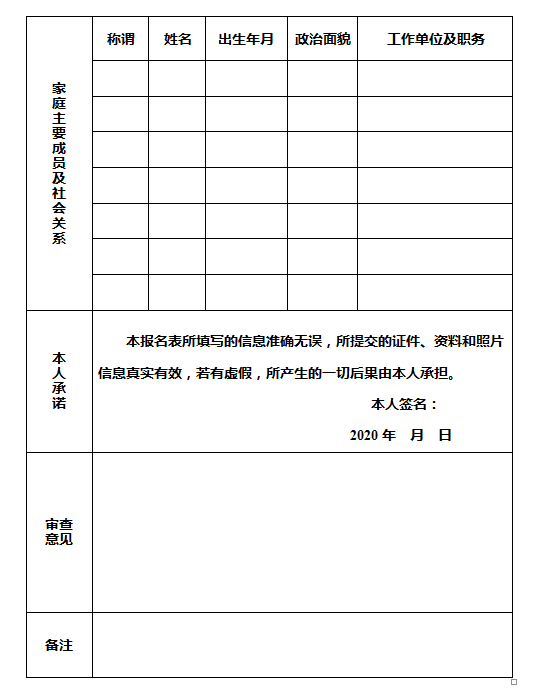 称谓 姓名 出生年月 政治面貌 工作单位及职务
家庭主要成员及社会关系
本报名表所填写的信息准确无误，所提交的证件、资料和照片
信息真实有效，若有虚假，所产生的一切后果由本人承担。
本人承诺
本人签名：
2020 年 月 日
审查
意见
备注